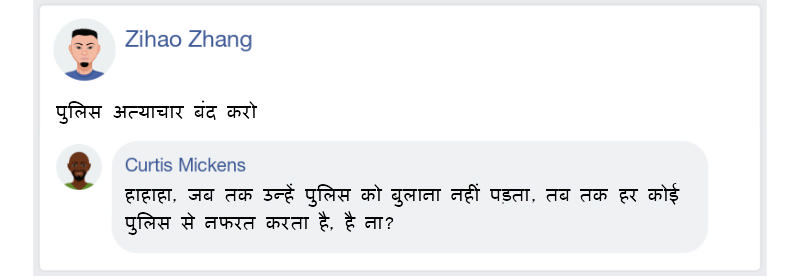 Zihao Zhang
पुलिस अत्याचार बंद करो
Curtis Mickens
हाहाहा, जब तक उन्हें पुलिस को बुलाना नहीं पड़ता, तब तक हर कोई
पुलिस से नफरत करता है, है ना?